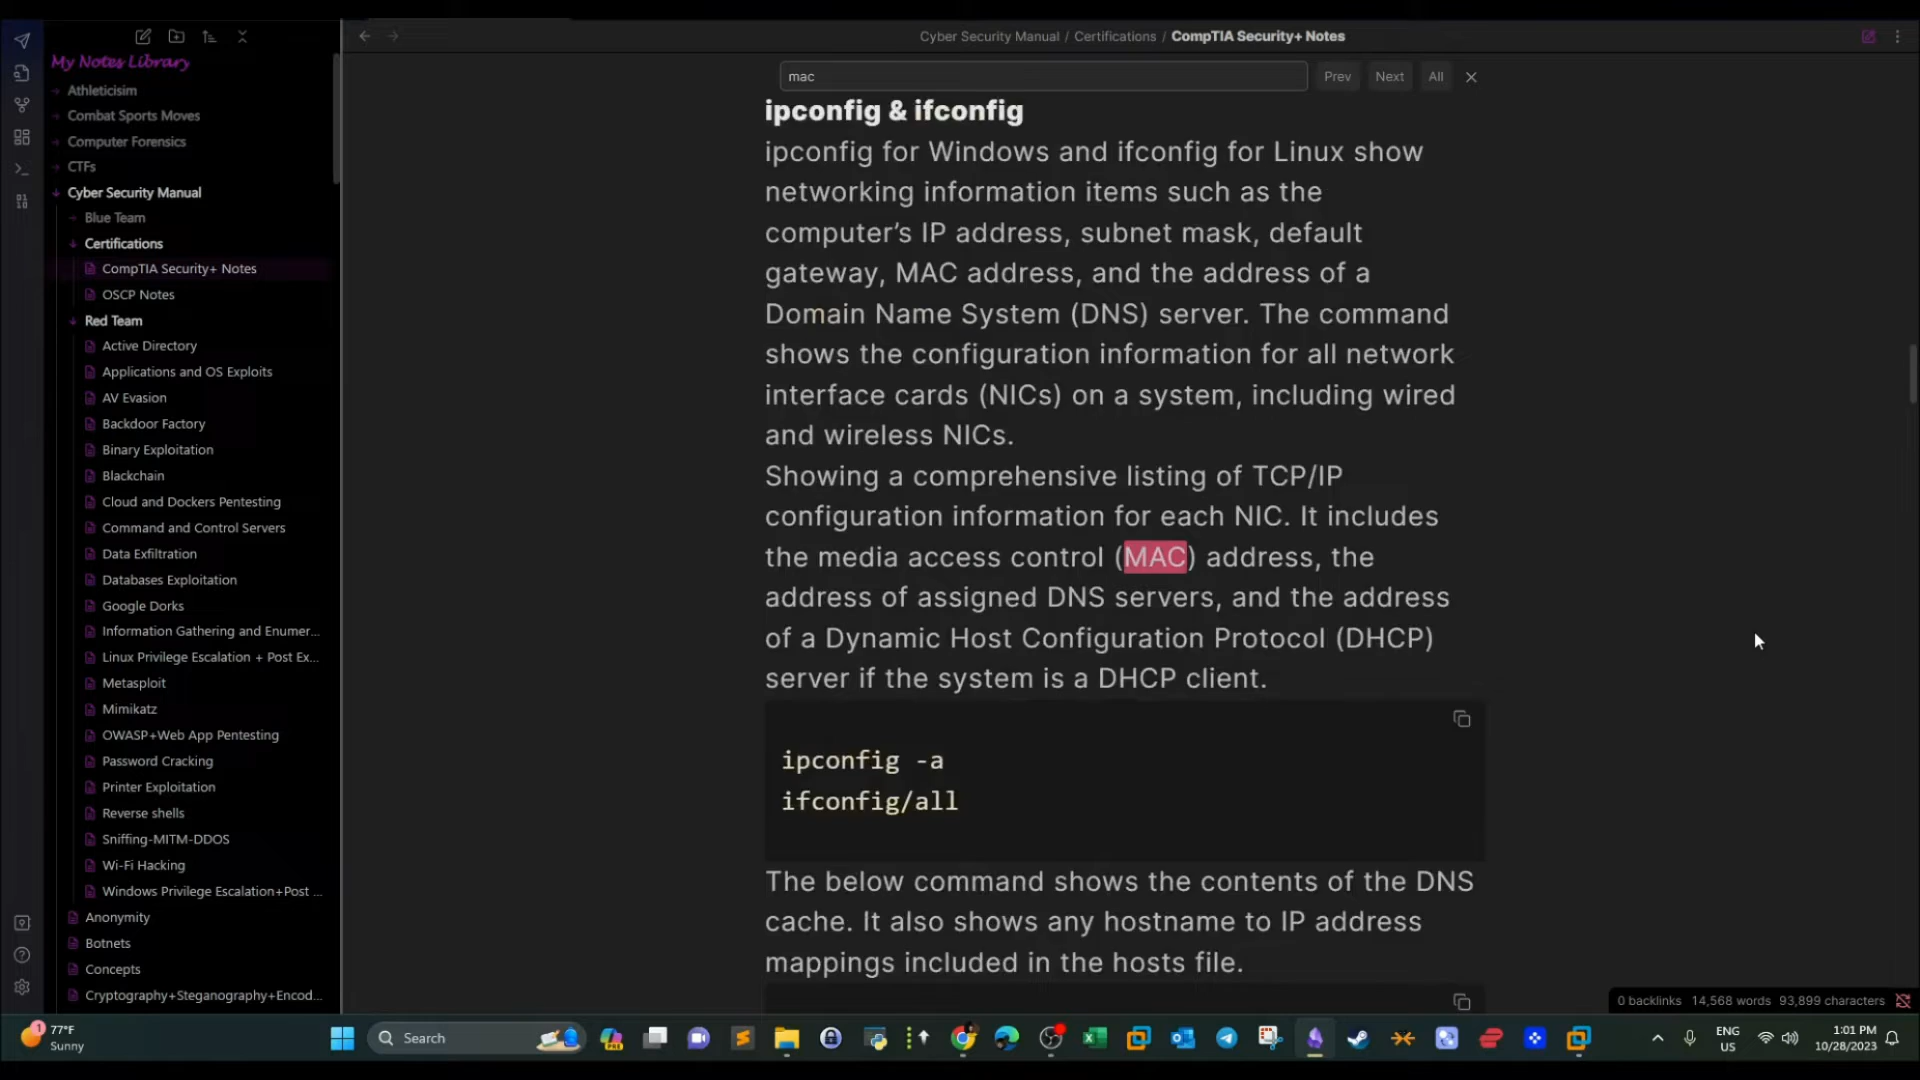 Cyber Security Manual / Certifications / CompTIA Security+ Notes
My Notes Library
Athleticisim
Combat Sports Moves
Computer Forensics
CTFs
Cyber Security Manual
Blue Team
Certifications
CompTIA Security+ Notes
OSCP Notes
Red Team
Active Directory
Applications and OS Exploits
AV Evasion
Backdoor Factory
Binary Exploitation
Blackchain
Cloud and Dockers Pentesting
Command and Control Servers
Data Exfiltration
Databases Exploitation
Google Dorks
Information Gathering and Enumer...
Linux Privilege Escalation + Post Ex...
Metasploit
Mimikatz
OWASP+Web App Pentesting
Password Cracking
Printer Exploitation
Reverse shells
Sniffing-MITM-DDOS
Wi-Fi Hacking
Windows Privilege Escalation+Post ...
Anonymity
Botnets
Concepts
Cryptography+Steganography+Encod...
mac Prev Next All
ipconfig & ifconfig
ipconfig for Windows and ifconfig for Linux show
networking information items such as the
computer’s IP address, subnet mask, default
gateway, MAC address, and the address of a
Domain Name System (DNS) server. The command
shows the configuration information for all network
interface cards (NICs) on a system, including wired
and wireless NICs.
Showing a comprehensive listing of TCP/IP
configuration information for each NIC. It includes
the media access control (MAC) address, the
address of assigned DNS servers, and the address
of a Dynamic Host Configuration Protocol (DHCP)
server if the system is a DHCP client.
ipconfig -a
ifconfig/all
The below command shows the contents of the DNS
cache. It also shows any hostname to IP address
mappings included in the hosts file.
0 backlinks 14,568 words 93,899 characters
1
77°F
Sunny
Search
PRE
ENG
US
1:01 PM
10/28/2023